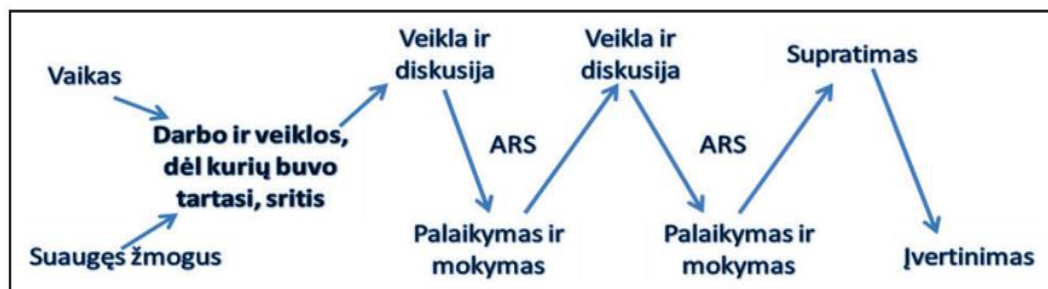 Vaikas
Darbo ir veiklos,
dėl kurių buvo
tartasi, sritis
Suaugęs žmogus
Veikla ir
diskusija
ARS
Palaikymas ir
mokymas
Veikla ir
diskusija
ARS
Palaikymas ir
mokymas
Supratimas
Įvertinimas